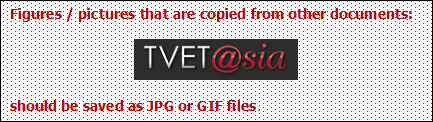 Figures / pictures that are copied from other documents:
TVET@sia
should be saved as JPG or GIF files.